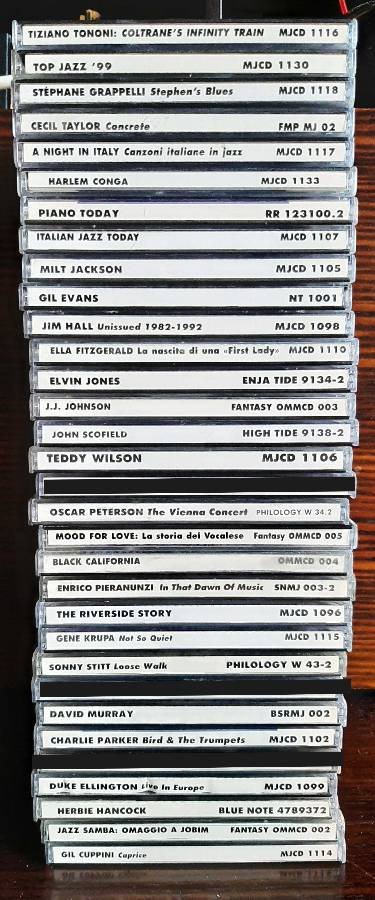 TIZIANO TONONI: COLTRANE'S INFINITY TRAIN MJCD 1116
TOP JAZZ '99 MJCD 1130
STÉPHANE GRAPPELLI Stephen's Blues MJCD 1118
CECIL TAYLOR Concrete FMP MJ 02
A NIGHT IN ITALY Canzoni italiane in jazz MJCD 1117
HARLEM CONGA MJCD 1133
PIANO TODAY RR 123100.2
ITALIAN JAZZ TODAY MJCD 1107
MILT JACKSON MJCD 1105
GIL EVANS NT 1001
JIM HALL Unissued 1982-1992 MJCD 1098
ELLA FITZGERALD La nascita di una «First Lady» MJCD 1110
ELVIN JONES ENJA TIDE 9134-2
J.J. JOHNSON FANTASY OMMCD 003
JOHN SCOFIELD HIGH TIDE 9138-2
TEDDY WILSON MJCD 1106
OSCAR PETERSON The Vienna Concert PHILOLOGY W 34.2
MOOD FOR LOVE: La storia del Vocalese Fantasy OMMCD 005
BLACK CALIFORNIA OMMCD 004
ENRICO PIERANUNZI In That Dawn Of Music SNMJ 003-2
THE RIVERSIDE STORY MJCD 1096
GENE KRUPA Not So Quiet MJCD 1115
SONNY STITT Loose Walk PHILOLOGY W 43-2
DAVID MURRAY BSRMJ 002
CHARLIE PARKER Bird & The Trumpets MJCD 1102
DUKE ELLINGTON Live In Europe MJCD 1099
HERBIE HANCOCK BLUE NOTE 4789372
JAZZ SAMBA: OMAGGIO A JOBIM FANTASY OMMCD 002
GIL CUPPINI Caprice MJCD 1114